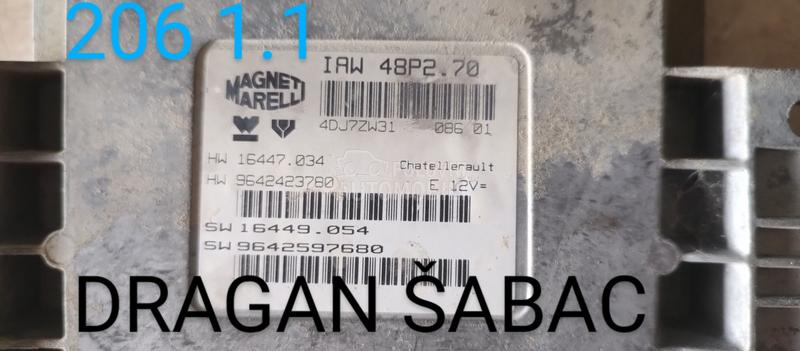 206 1.1
IAW 48P2.70
MAGNETI
MARELLI
4DJ7ZW31 086 01
HW 16447.034 Chatellerault
HW 9642423780 E 12V=
SW 16449.054
SW 9642597680
DRAGAN ŠABAC